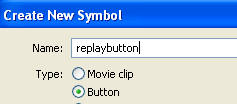 Create New Symbol
Name: replaybutton
Type: Movie clip
Button